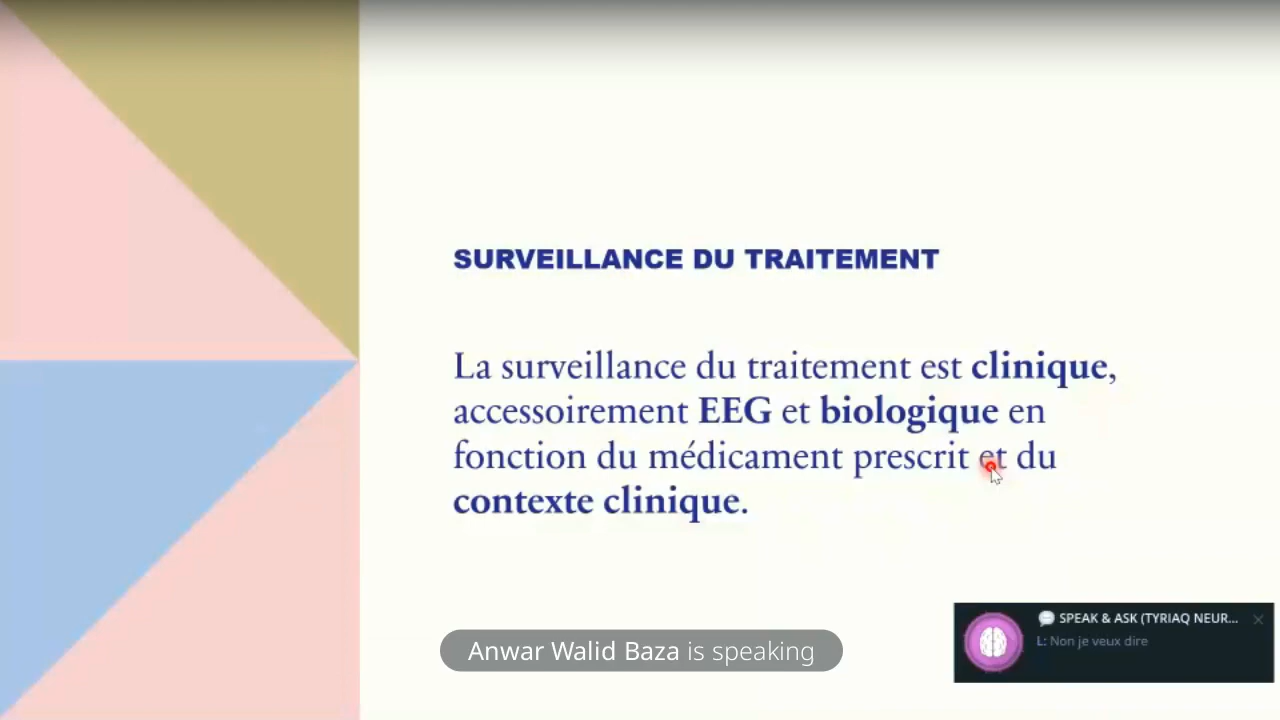 SURVEILLANCE DU TRAITEMENT
La surveillance du traitement est clinique,
accessoirement EEG et biologique en
fonction du médicament prescrit et du
contexte clinique.
SPEAK & ASK (TYRIAQ NEUR...
L: Non je veux dire
Anwar Walid Baza is speaking